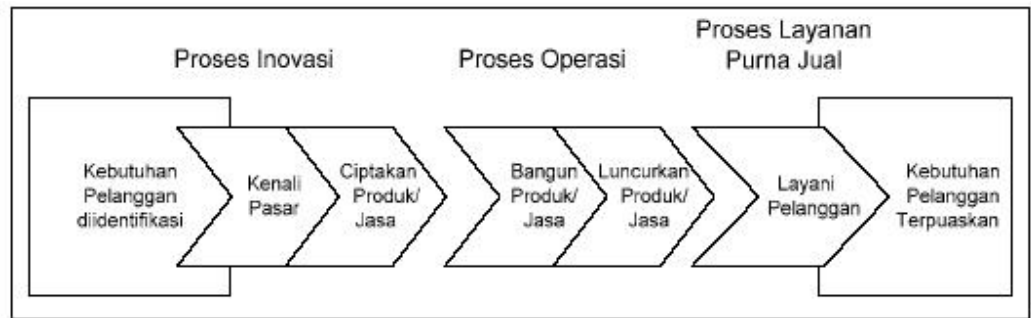 Proses Inovasi
Proses Operasi
Proses Layanan
Purna Jual
Kebutuhan
Pelanggan
diidentifikasi
Kenali
Pasar
Ciptakan
Produk/
Jasa
Bangun
Produk/
Jasa
Luncurkan
Produk/
Jasa
Layani
Pelanggan
Kebutuhan
Pelanggan
Terpuaskan